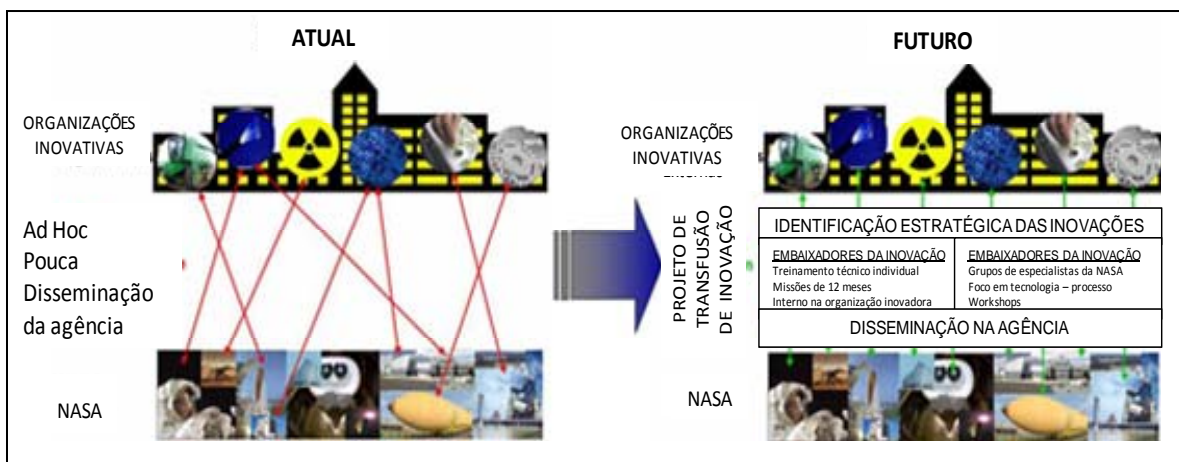 ATUAL
ORGANIZAÇÕES
INOVATIVAS
Ad Hoc
Pouca
Disseminação
da agência
NASA
FUTURO
ORGANIZAÇÕES
INOVATIVAS
PROJETO DE
TRANSFUSÃO
DE INOVAÇÃO
IDENTIFICAÇÃO ESTRATÉGICA DAS INOVAÇÕES
EMBAIXADORES DA INOVAÇÃO
Treinamento técnico individual
Missões de 12 meses
Interno na organização inovadora
EMBAIXADORES DA INOVAÇÃO
Grupos de especialistas da NASA
Foco em tecnologia – processo
Workshops
DISSEMINAÇÃO NA AGÊNCIA
NASA